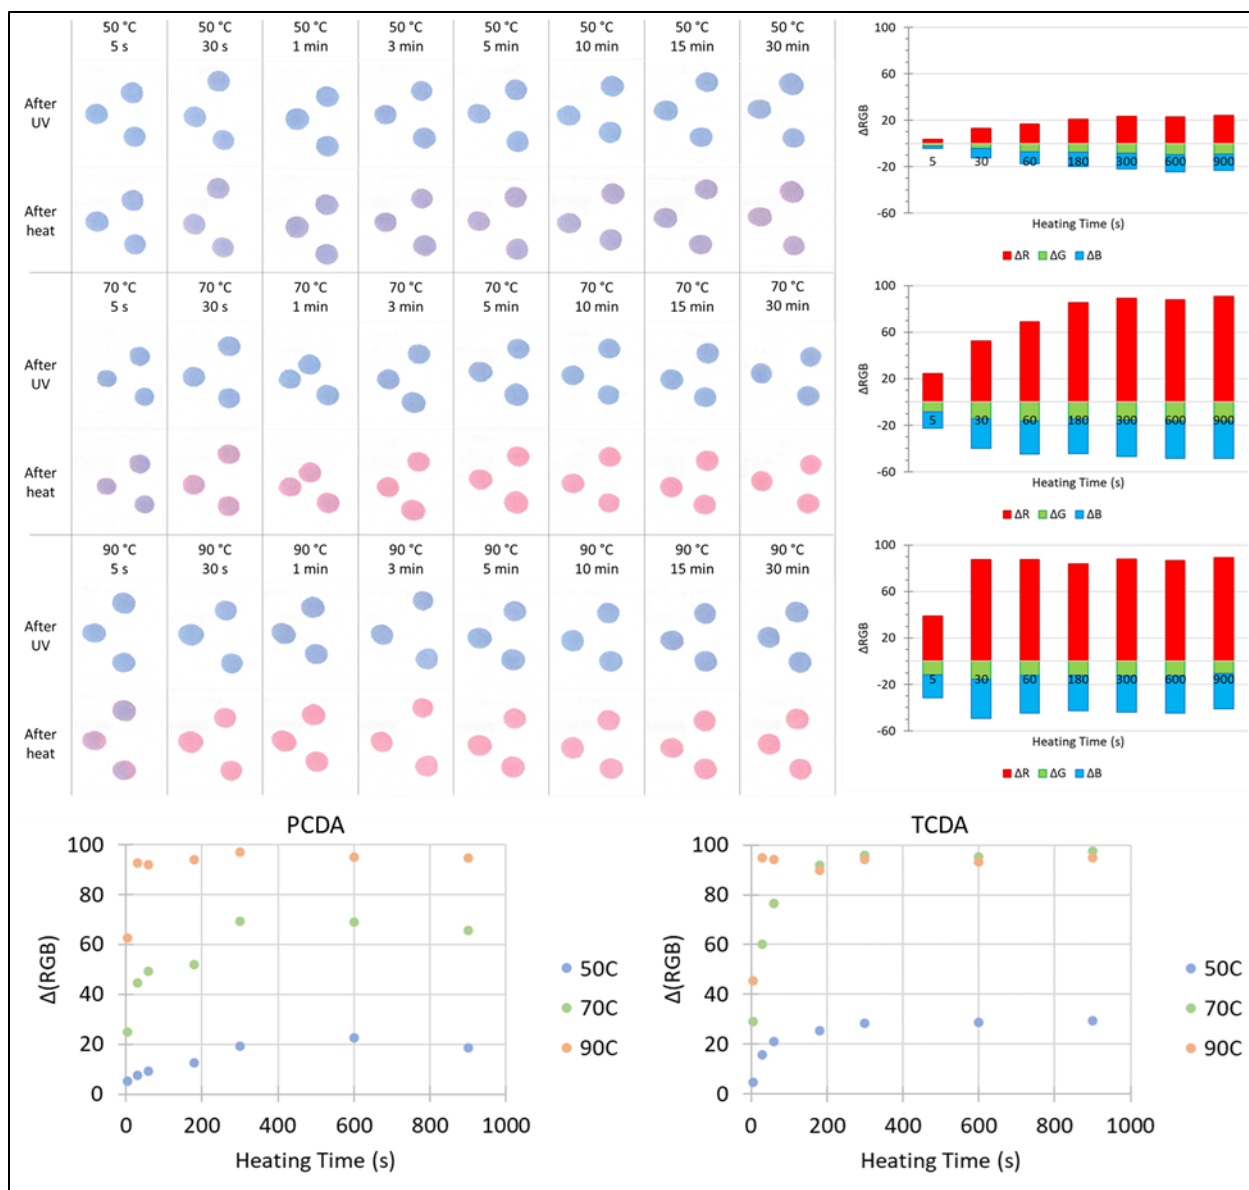 50 °C 50 °C 50 °C 50 °C 50 °C 50 °C 50 °C 50 °C
5 s 30 s 1 min 3 min 5 min 10 min 15 min 30 min
After
UV
After
heat
100
60
20
-20
-60
ΔRGB
5 30 60 180 300 600 900
Heating Time (s)
ΔR ΔG ΔB
70 °C 70 °C 70 °C 70 °C 70 °C 70 °C 70 °C 70 °C
5 s 30 s 1 min 3 min 5 min 10 min 15 min 30 min
After
UV
After
heat
100
60
20
-20
-60
ΔRGB
5 30 60 180 300 600 900
Heating Time (s)
ΔR ΔG ΔB
90 °C 90 °C 90 °C 90 °C 90 °C 90 °C 90 °C 90 °C
5 s 30 s 1 min 3 min 5 min 10 min 15 min 30 min
After
UV
After
heat
100
60
20
-20
-60
ΔRGB
5 30 60 180 300 600 900
Heating Time (s)
ΔR ΔG ΔB
PCDA
100
80
60
40
20
0
Δ(RGB)
0 200 400 600 800 1000
Heating Time (s)
50C
70C
90C
TCDA
100
80
60
40
20
0
Δ(RGB)
0 200 400 600 800 1000
Heating Time (s)
50C
70C
90C